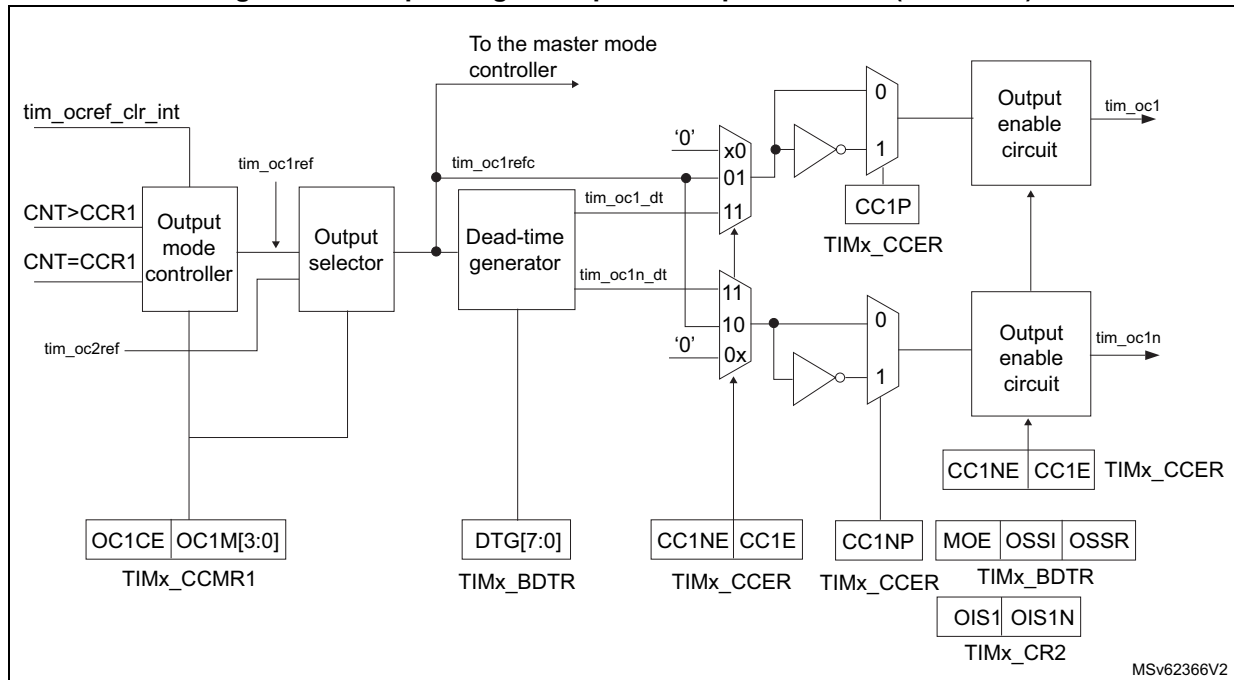 To the master mode
controller
tim_ocref_clr_int
tim_oc1ref
CNT>CCR1
CNT=CCR1
Output
mode
controller
tim_oc2ref
Output
selector
tim_oc1refc
Dead-time
generator
tim_oc1_dt
tim_oc1n_dt
‘0’
x0
01
11
11
10
‘0’
0x
0
1
CC1P
TIMx_CCER
0
1
Output
enable
circuit
tim_oc1
Output
enable
circuit
tim_oc1n
CC1NE CC1E TIMx_CCER
OC1CE OC1M[3:0]
TIMx_CCMR1
DTG[7:0]
TIMx_BDTR
CC1NE CC1E
TIMx_CCER
CC1NP
TIMx_CCER
MOE OSSI OSSR
TIMx_BDTR
OIS1 OIS1N
TIMx_CR2
MSv62366V2